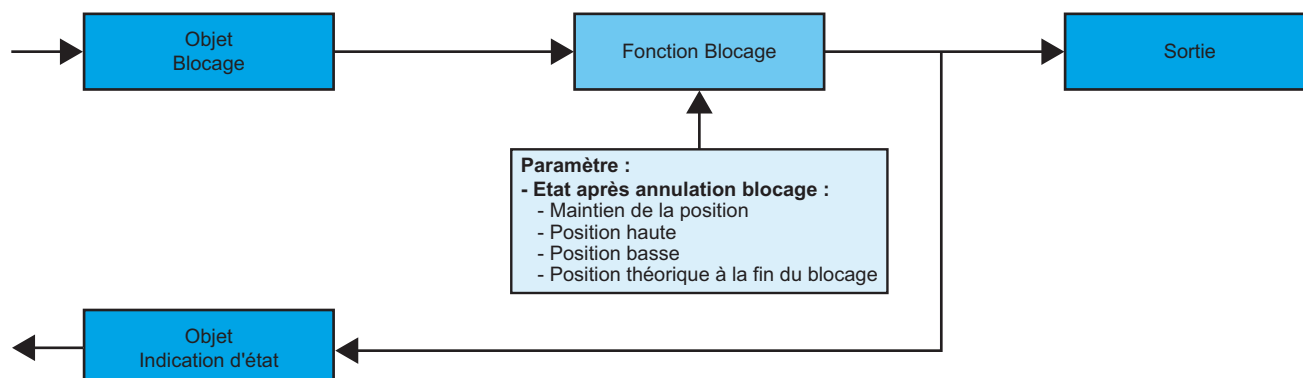 Objet
Blocage
Fonction Blocage
Sortie
Paramètre :
- Etat après annulation blocage :
- Maintien de la position
- Position haute
- Position basse
- Position théorique à la fin du blocage
Objet
Indication d'état